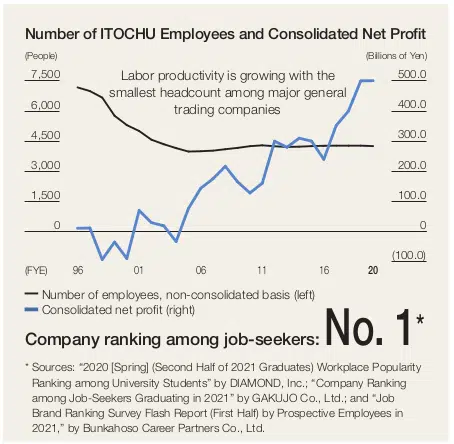 Number of ITOCHU Employees and Consolidated Net Profit
(People) (Billions of Yen)
Labor productivity is growing with the
smallest headcount among major general
trading companies
7,500 500.0
6,000 400.0
4,500 300.0
3,000 200.0
1,500 100.0
0 0
(100.0)
(FYE) 96 01 06 11 16 20
Number of employees, non-consolidated basis (left)
Consolidated net profit (right)
Company ranking among job-seekers: No. 1*
* Sources: “2020 [Spring] (Second Half of 2021 Graduates) Workplace Popularity
Ranking among University Students” by DIAMOND, Inc.; “Company Ranking
among Job-Seekers Graduating in 2021” by GAKUJO Co., Ltd.; and “Job
Brand Ranking Survey Flash Report (First Half) by Prospective Employees in
2021,” by Bunkahoso Career Partners Co., Ltd.